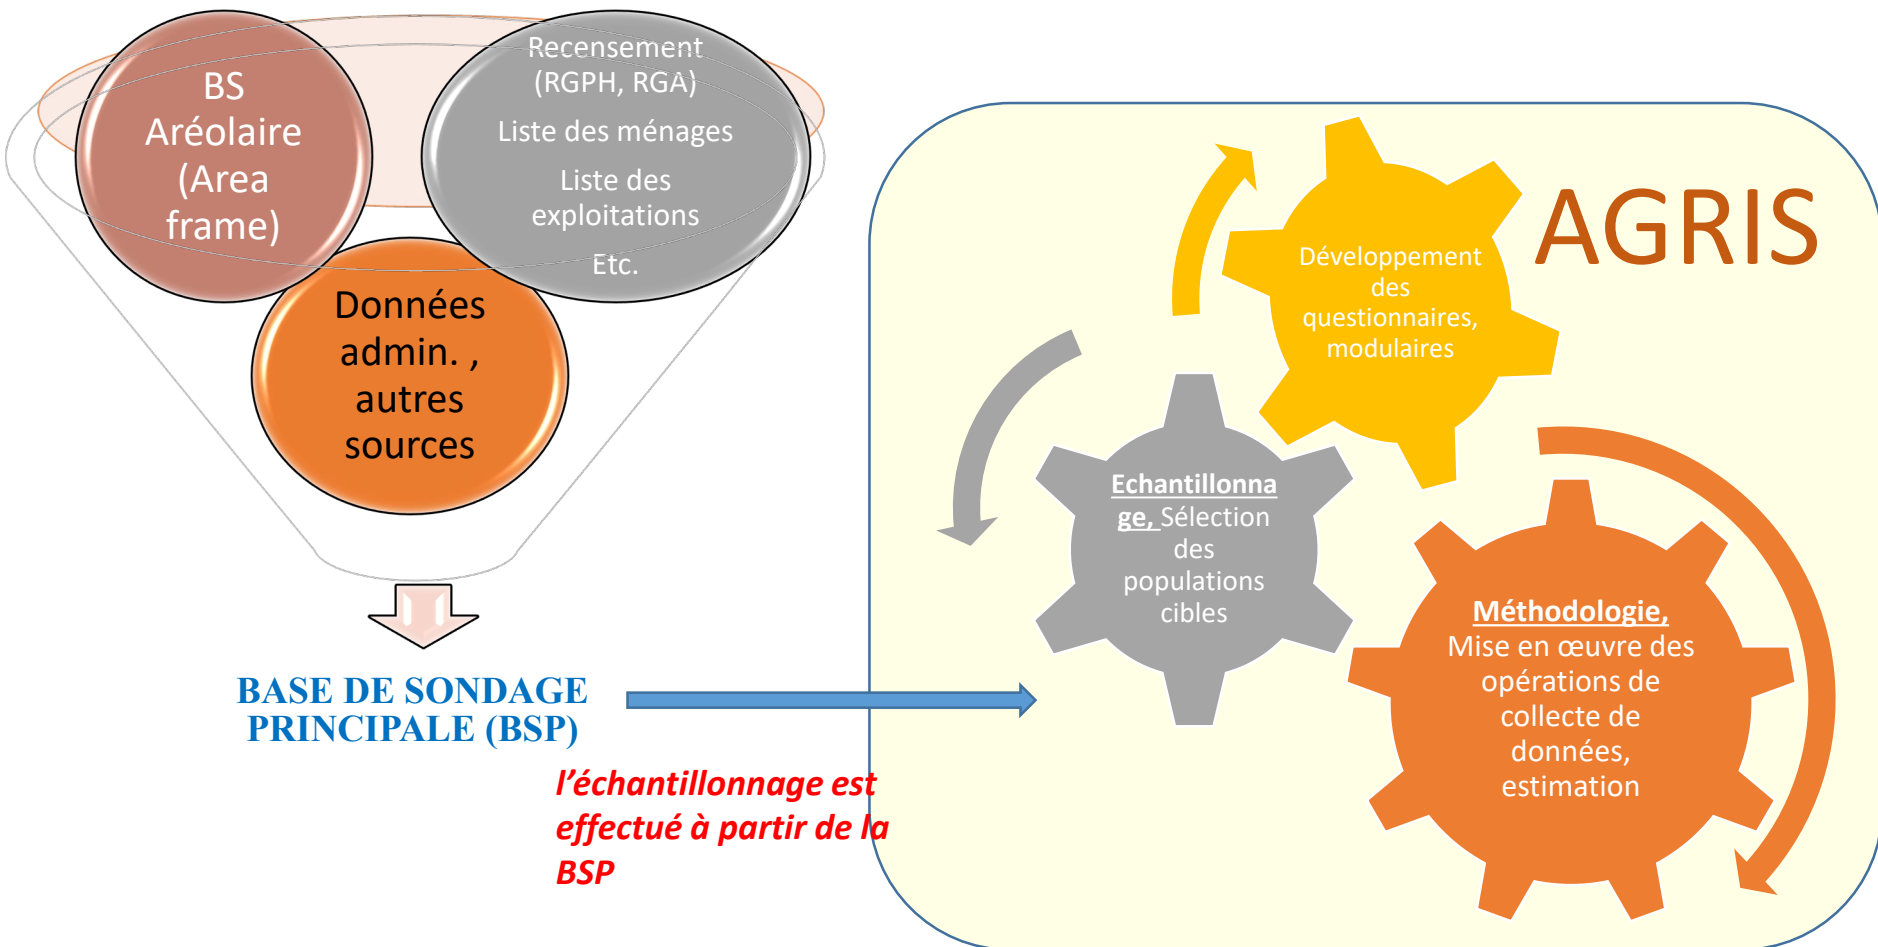 BS
Aréolaire
(Area
frame)
Recensement
(RGPH, RGA)
Liste des ménages
Liste des
exploitations
Etc.
Données
admin. ,
autres
sources
BASE DE SONDAGE
PRINCIPALE (BSP)
l’échantillonnage est
effectué à partir de la
BSP
AGRIS
Développement
des
questionnaires,
modulaires
Echantillonna
ge, Sélection
des
populations
cibles
Méthodologie,
Mise en œuvre des
opérations de
collecte de
données,
estimation